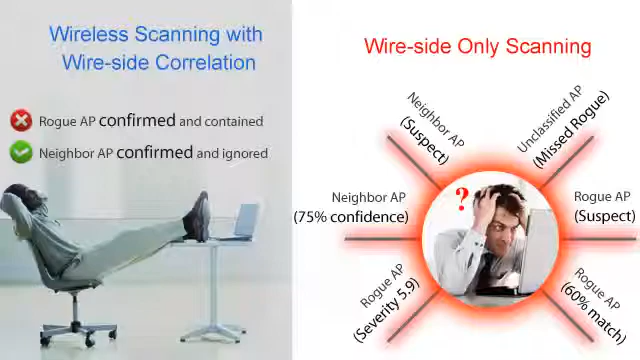 Wireless Scanning with
Wire-side Correlation
Rogue AP confirmed and contained
Neighbor AP confirmed and ignored
Wire-side Only Scanning
Neighbor AP
(Suspect)
Unclassified AP
(Missed Rogue)
Neighbor AP
(75% confidence)
Rogue AP
(Suspect)
Rogue AP
(Severity 5.9)
Rogue AP
(60% match)
?